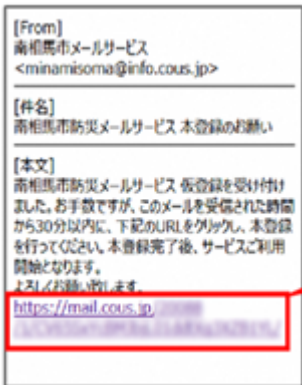 [From]
南相馬市メールサービス
<minamisoma@info.cous.jp>
[件名]
南相馬市防災メールサービス 本登録のお願い
[本文]
南相馬市防災メールサービス 仮登録を受け付け
ました。お手数ですが、このメールを受信された時間
から30分以内に、下記のURLをクリックし、本登録
を行ってください。本登録完了後、サービスご利用
開始となります。
よろしくお願い致します。
https://mail.cous.jp/